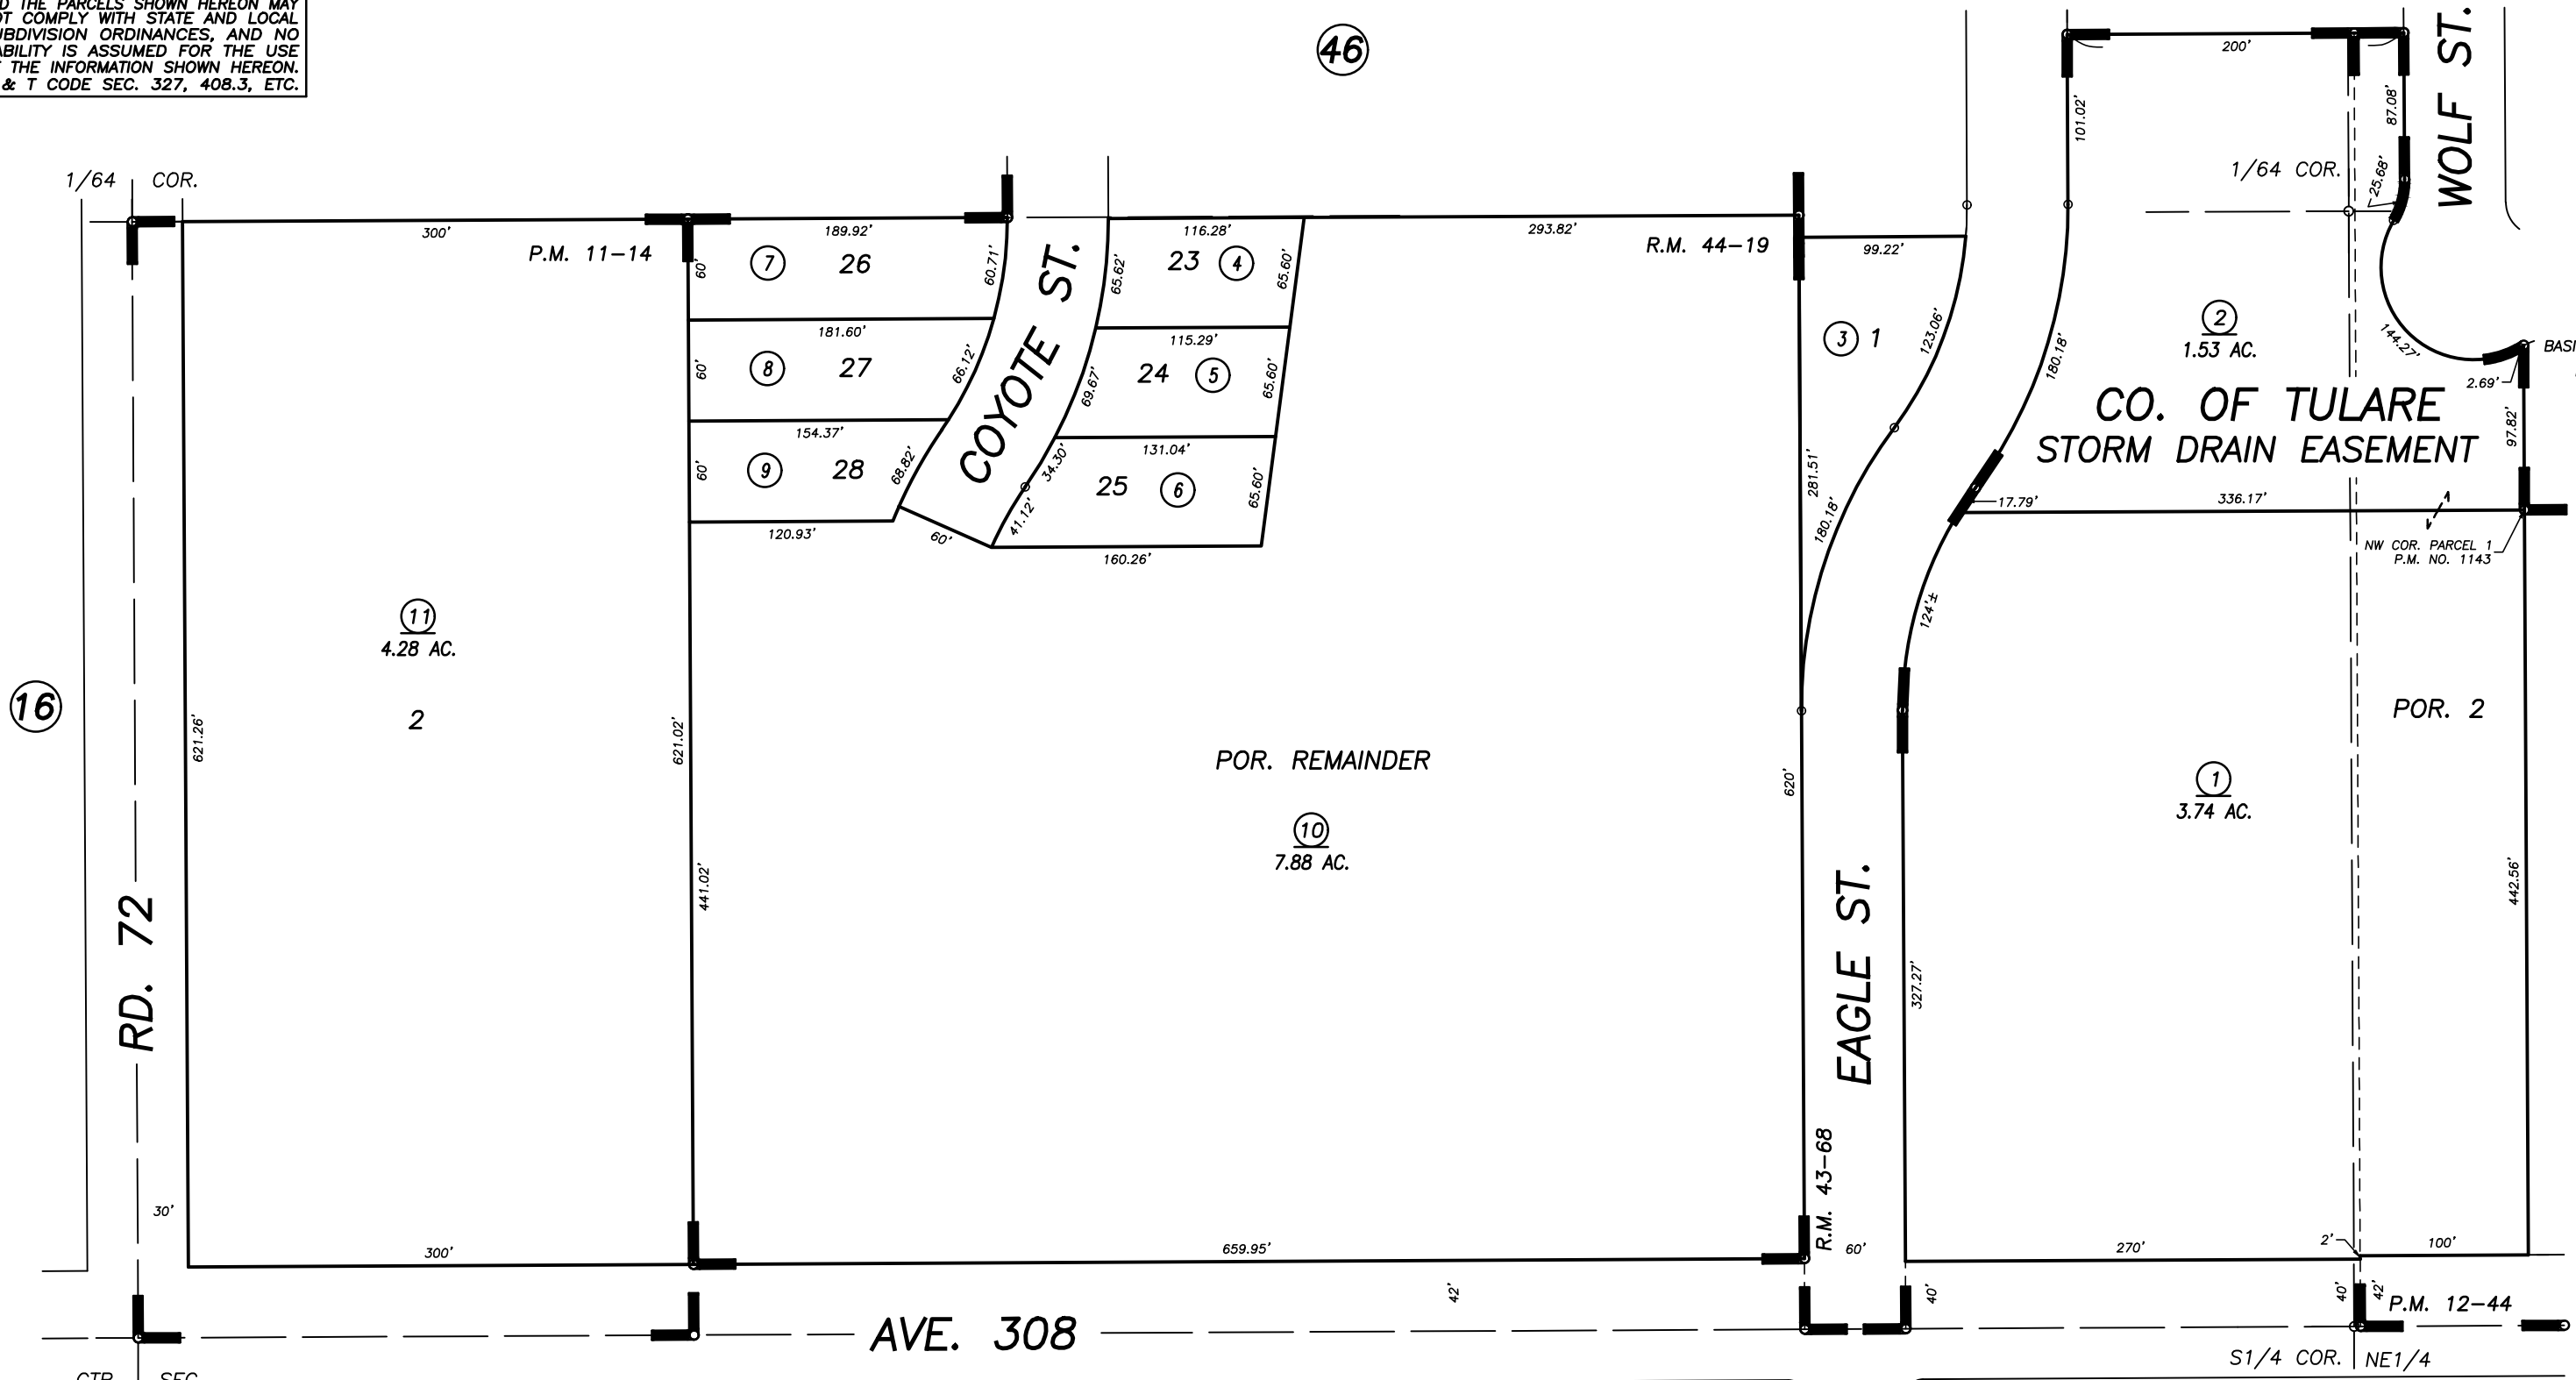 D THE PARCELS SHOWN HEREON MAY
OT COMPLY WITH STATE AND LOCAL
UBDIVISION ORDINANCES, AND NO
ABILITY IS ASSUMED FOR THE USE
THE INFORMATION SHOWN HEREON.
& T CODE SEC. 327, 408.3, ETC.
46
WOLF ST.
200'
101.02'
87.08'
25.68'
1/64 COR.
1/64 COR.
300'
P.M. 11-14
189.92'
60'
7 26
60.71'
181.60'
60'
8 27
66.12'
154.37'
60'
9 28
68.82'
120.93'
60'
COYOTE ST.
116.28'
65.62'
23 4
65.60'
115.29'
69.67'
24 5
65.60'
131.04'
34.30'
41.12'
25 6
65.60'
160.26'
293.82'
R.M. 44-19
99.22'
3 1
123.06'
281.51'
180.18'
180.18'
2
1.53 AC.
144.27'
BASI
2.69'
97.82'
CO. OF TULARE
STORM DRAIN EASEMENT
17.79'
336.17'
NW COR. PARCEL 1
P.M. NO. 1143
124'±
11
4.28 AC.
2
16
621.26'
621.02'
441.02'
POR. REMAINDER
10
7.88 AC.
620'
POR. 2
1
3.74 AC.
442.56'
327.27'
RD. 72
EAGLE ST.
R.M. 43-68
30'
300'
659.95'
60'
270'
2'
100'
42'
40'
40'
42'
P.M. 12-44
AVE. 308
S1/4 COR.
NE1/4
CTR.
SEC.